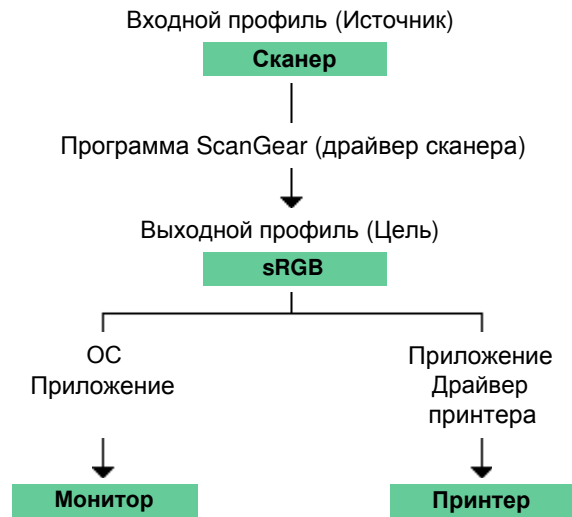 Входной профиль (Источник)
Сканер
Программа ScanGear (драйвер сканера)
Выходной профиль (Цель)
sRGB
ОС
Приложение
Приложение
Драйвер
принтера
Монитор
Принтер